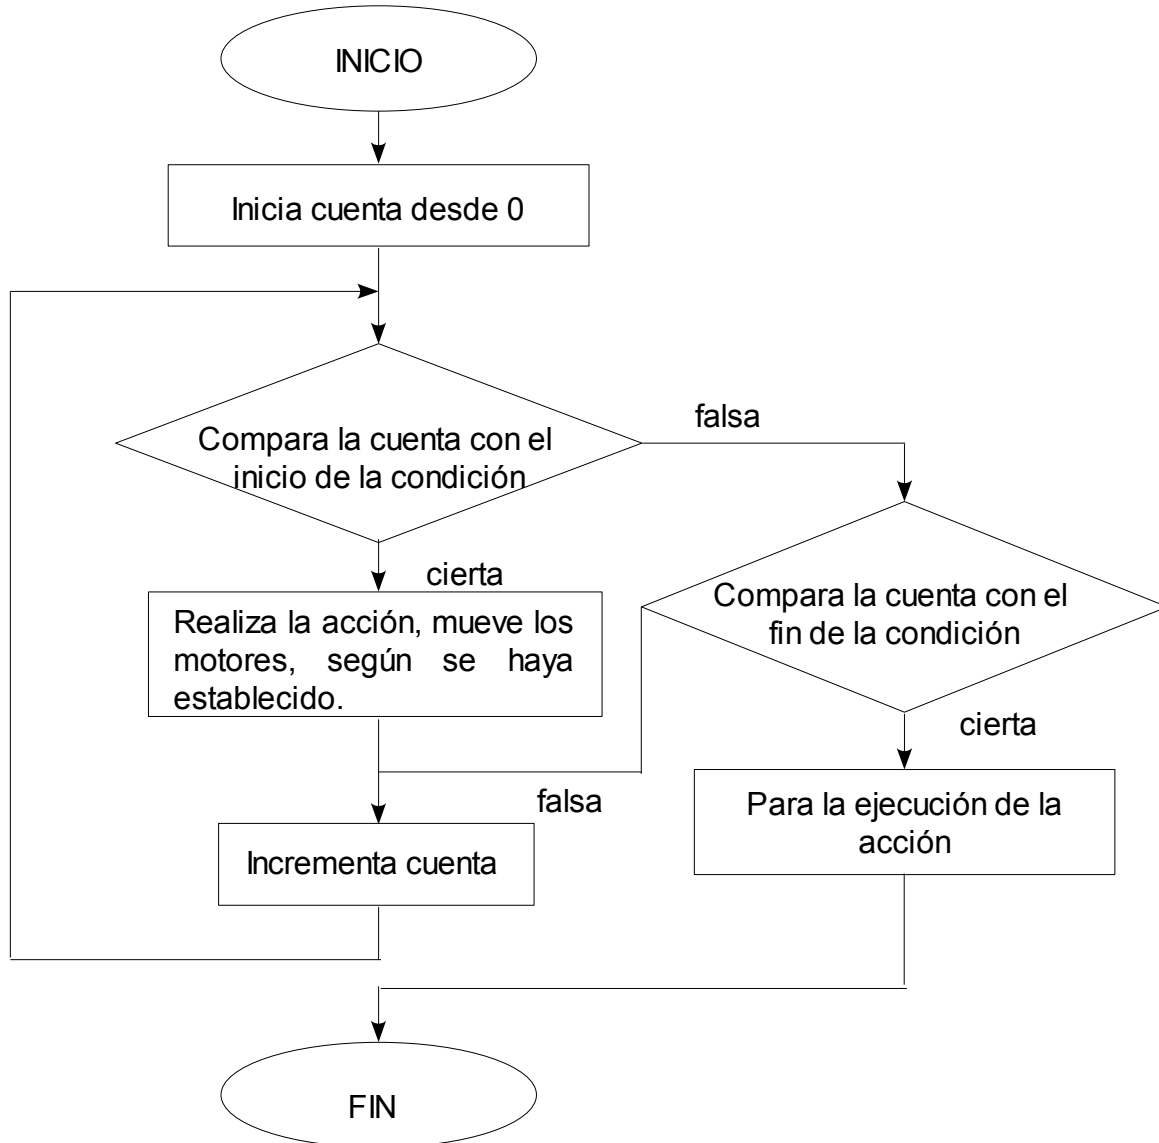 INICIO
Inicia cuenta desde 0
falsa
Compara la cuenta con el
inicio de la condición
cierta
Compara la cuenta con el
fin de la condición
Realiza la acción, mueve los
motores, según se haya
establecido.
cierta
falsa
Para la ejecución de la
acción
Incrementa cuenta
FIN